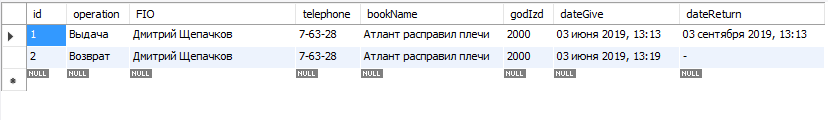 id operation FIO telephone bookName godIzd dateGive dateReturn
1 Выдача Дмитрий Щепачков 7-63-28 Атлант расправил плечи 2000 03 июня 2019, 13:13 03 сентября 2019, 13:13
2 Возврат Дмитрий Щепачков 7-63-28 Атлант расправил плечи 2000 03 июня 2019, 13:19 -
NULL NULL NULL NULL NULL NULL NULL NULL